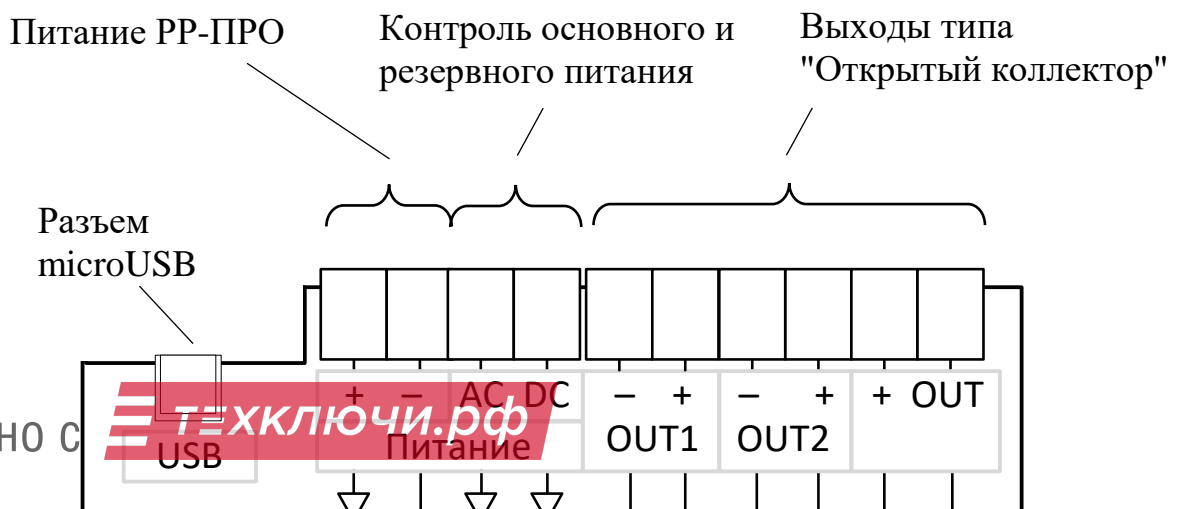 Питание РР-ПРО
Контроль основного и
резервного питания
Выходы типа
"Открытый коллектор"
Разъем
microUSB
+ – AC DC – + – + + OUT
но с
ТЕХКЛЮЧИ.рф
USB
Питание
OUT1
OUT2